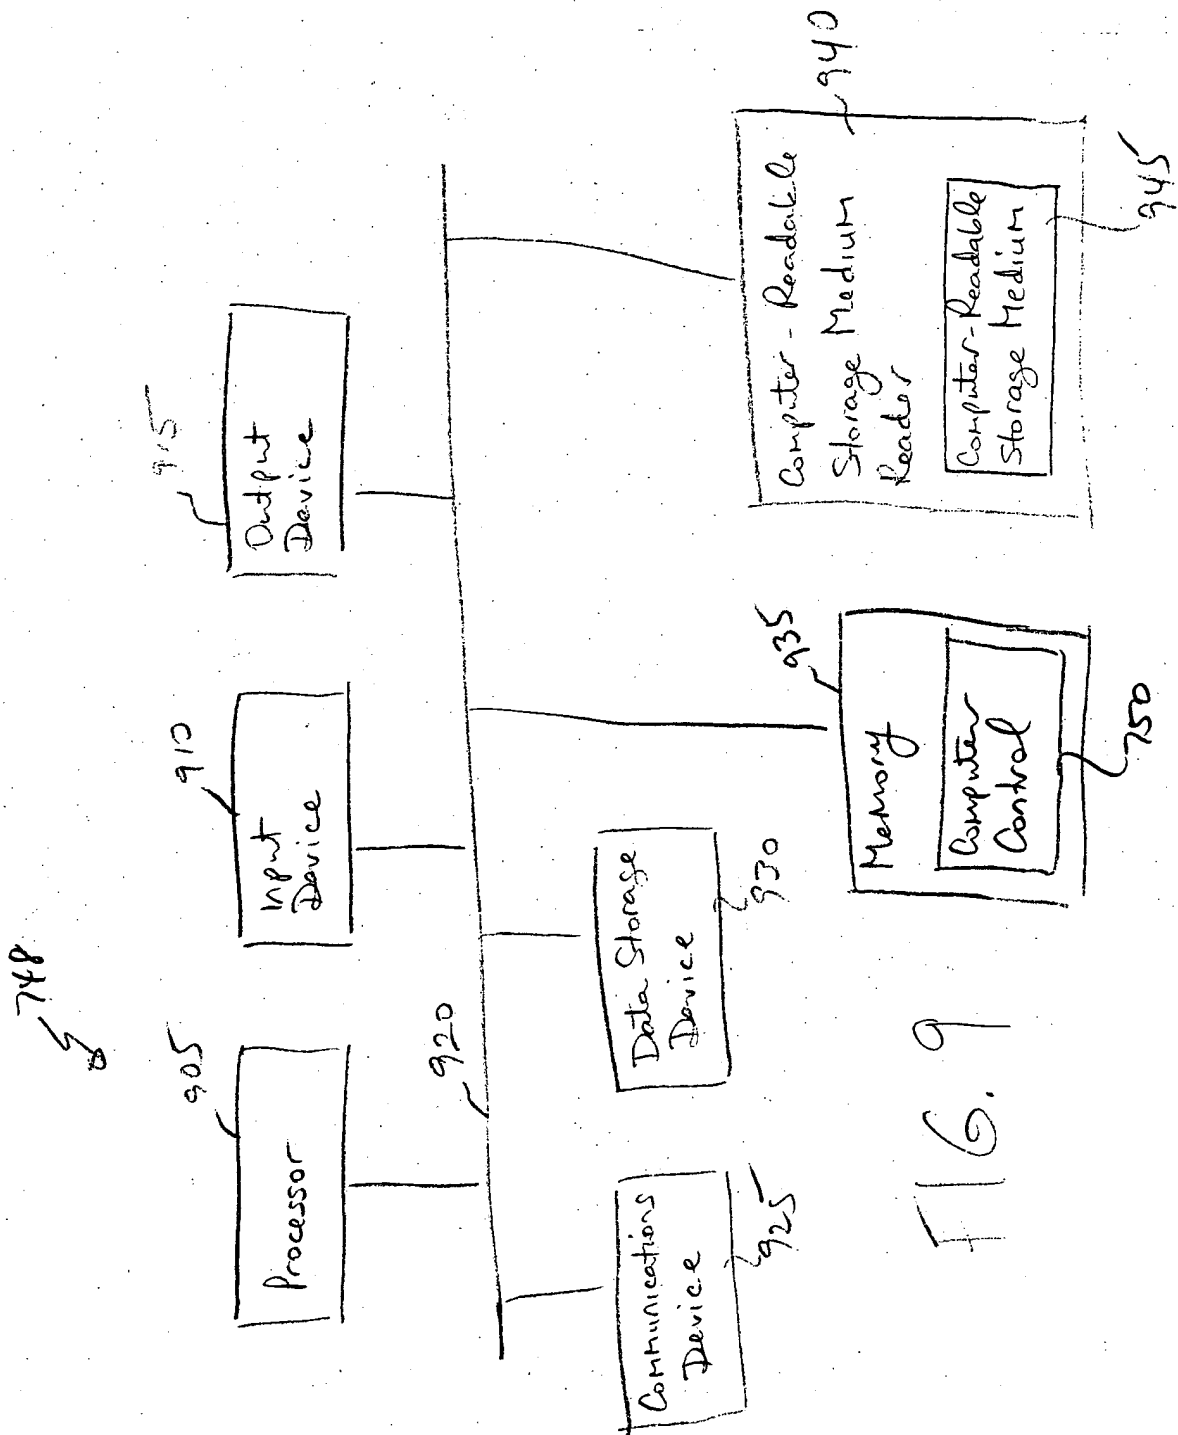 748
905
Processor
910
Input
Device
915
Output
Device
920
Communications
Device
925
Data Storage
Device
930
935
Memory
Computer
Control
750
940
Computer-Readable
Storage Medium
Reader
Computer-Readable
Storage Medium
945
FIG. 9